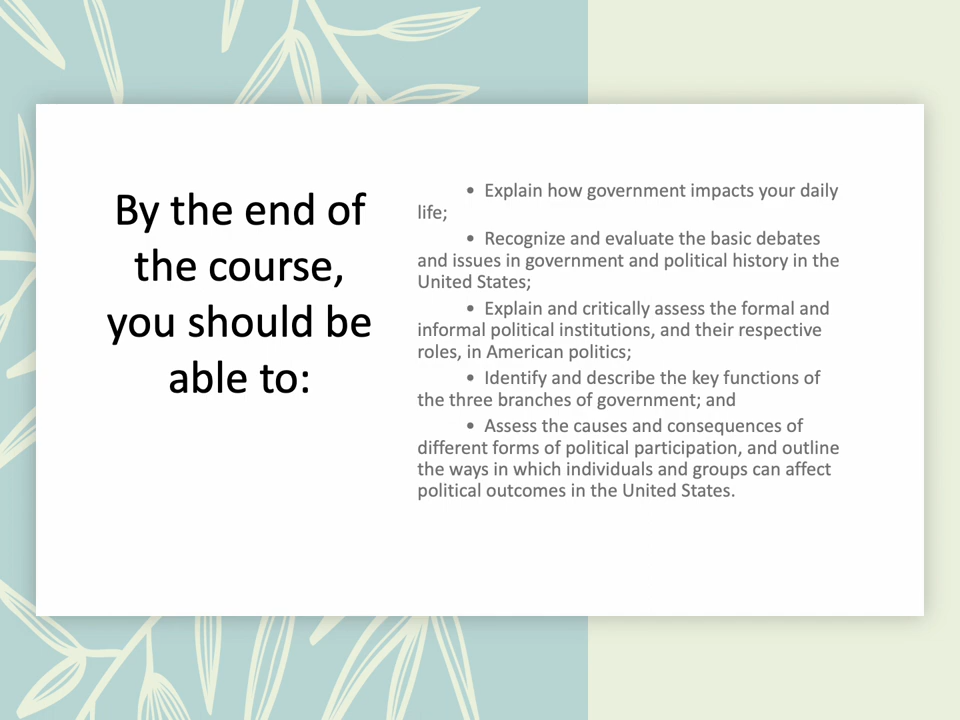 By the end of
the course,
you should be
able to:
• Explain how government impacts your daily
life;
• Recognize and evaluate the basic debates
and issues in government and political history in the
United States;
• Explain and critically assess the formal and
informal political institutions, and their respective
roles, in American politics;
• Identify and describe the key functions of
the three branches of government; and
• Assess the causes and consequences of
different forms of political participation, and outline
the ways in which individuals and groups can affect
political outcomes in the United States.